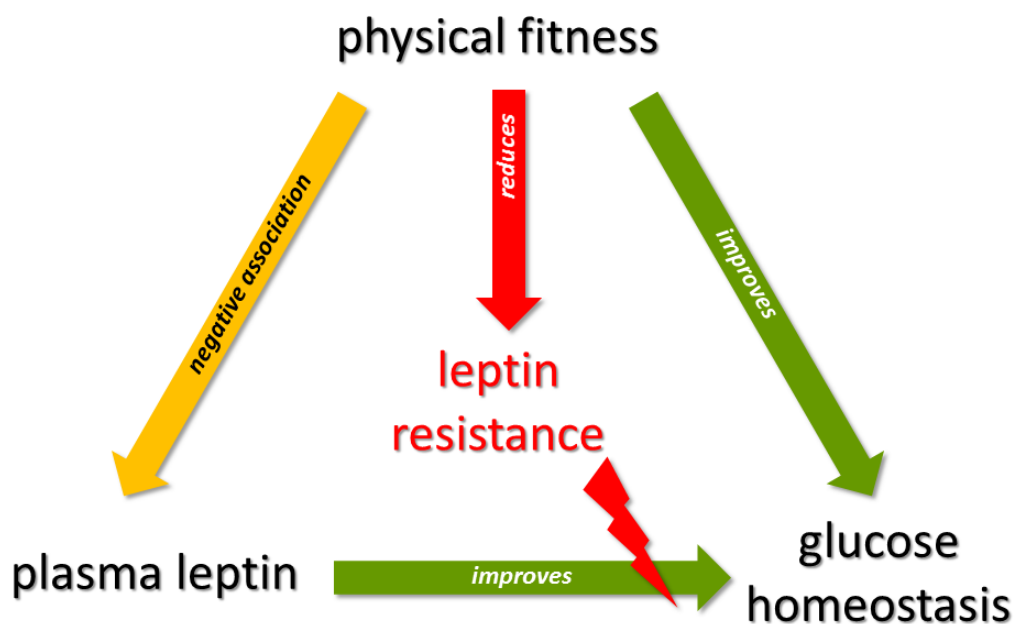 physical fitness
negative association
reduces
improves
leptin
resistance
plasma leptin
improves
glucose
homeostasis